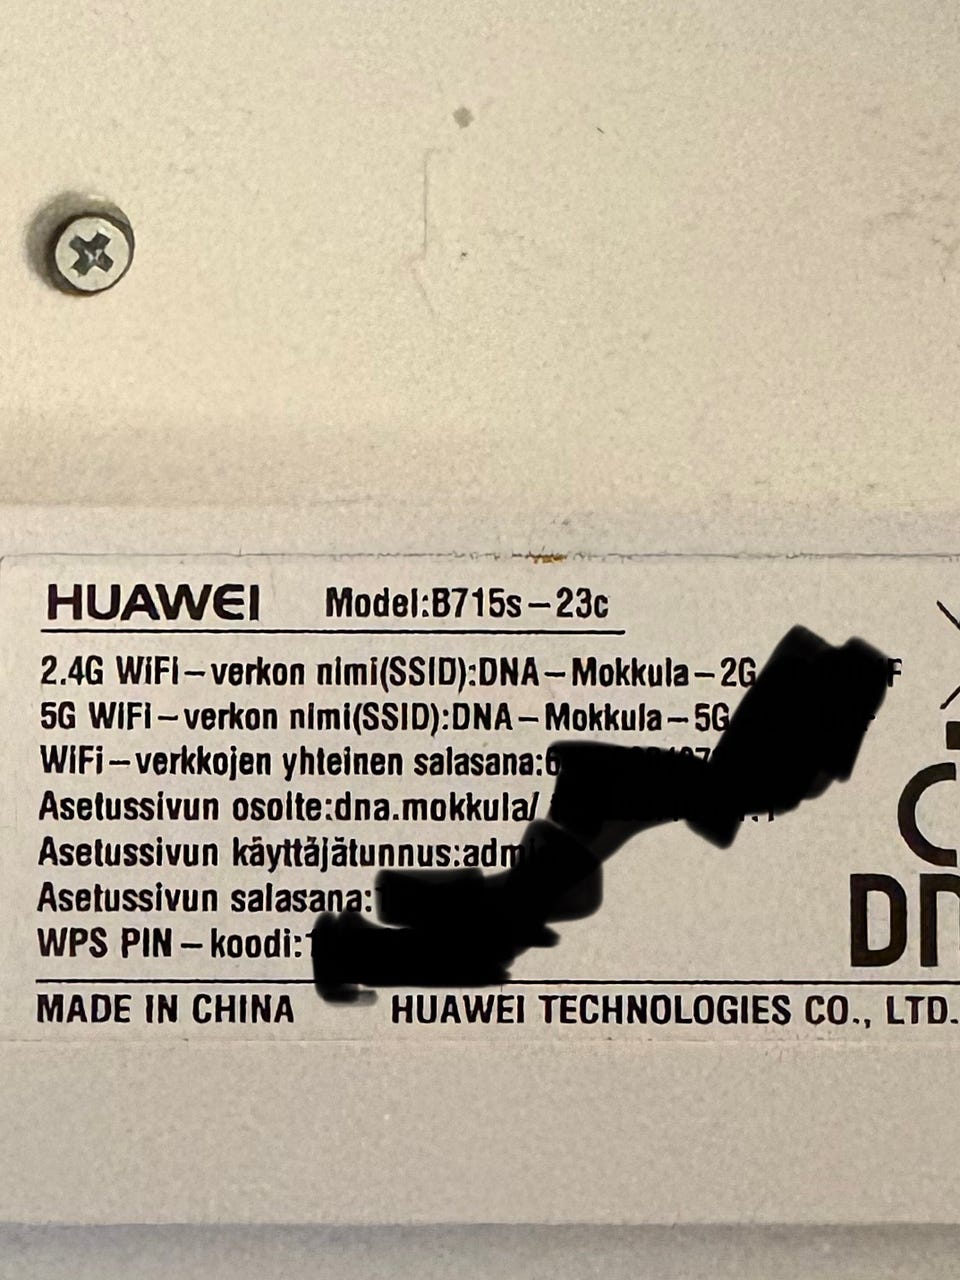 HUAWEI Model:B715s-23c
2.4G WiFi-verkon nimi(SSID):DNA-Mokkula-2G
5G WiFi-verkon nimi(SSID):DNA-Mokkula-5G
WiFi-verkkojen yhteinen salasana:
Asetussivun osoite:dna.mokkula/
Asetussivun käyttäjätunnus:
Asetussivun salasana:
WPS PIN-koodi:
MADE IN CHINA HUAWEI TECHNOLOGIES CO., LTD.